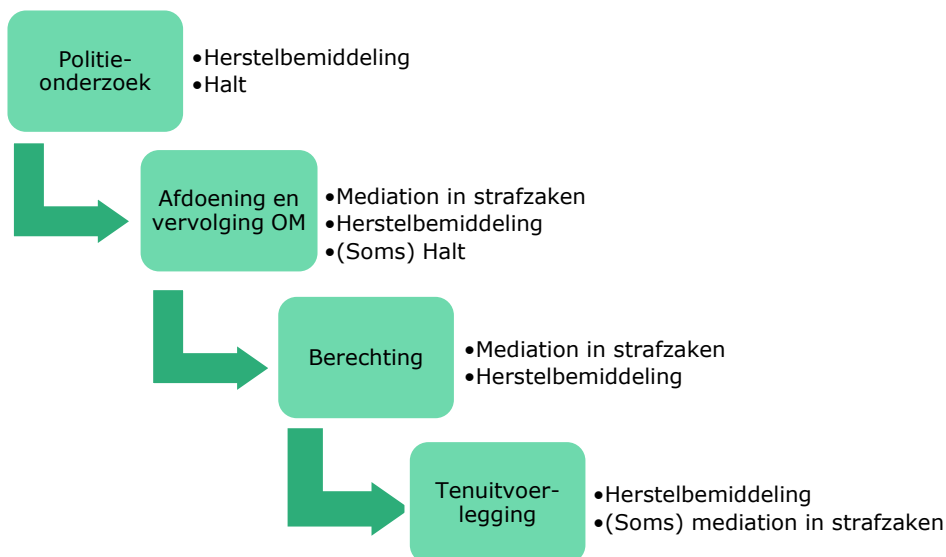 Politie-
onderzoek
•Herstelbemiddeling
•Halt
Afdoening en
vervolging OM
•Mediation in strafzaken
•Herstelbemiddeling
•(Soms) Halt
Berechting
•Mediation in strafzaken
•Herstelbemiddeling
Tenuitvoer-
legging
•Herstelbemiddeling
•(Soms) mediation in strafzaken